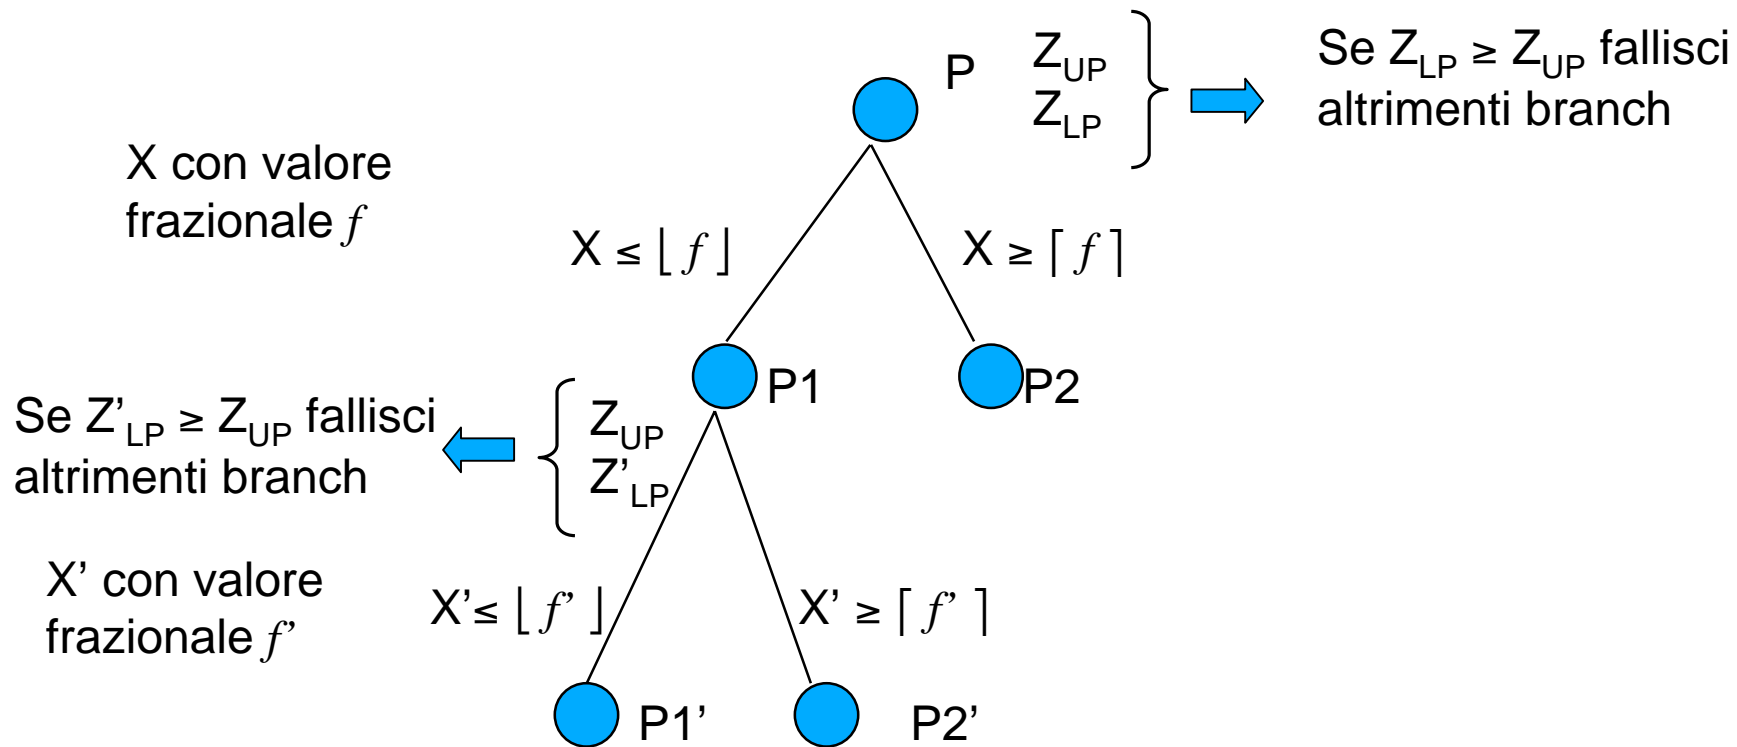 P
Z_UP
Z_LP
Se Z_LP ≥ Z_UP fallisci
altrimenti branch
X con valore
frazionale f
X ≤ ⌊ f ⌋
X ≥ ⌈ f ⌉
P1
P2
Se Z'_LP ≥ Z_UP fallisci
altrimenti branch
Z_UP
Z’_LP
X’ con valore
frazionale f’
X’≤ ⌊ f’ ⌋
X’ ≥ ⌈ f’ ⌉
P1’
P2’